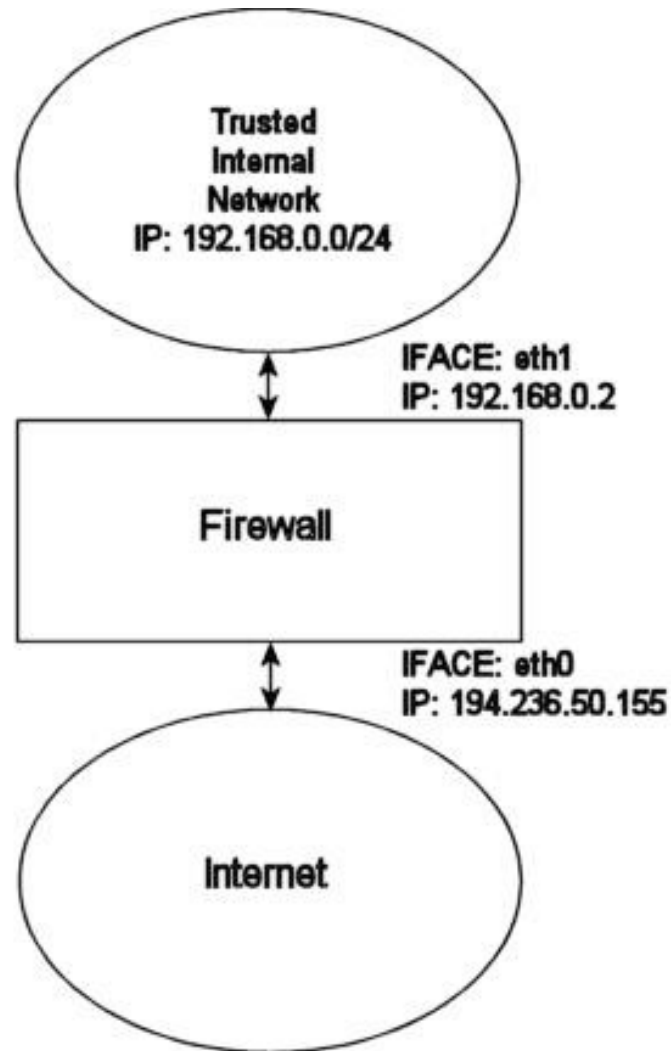 Trusted
Internal
Network
IP: 192.168.0.0/24
IFACE: eth1
IP: 192.168.0.2
Firewall
IFACE: eth0
IP: 194.236.50.155
Internet